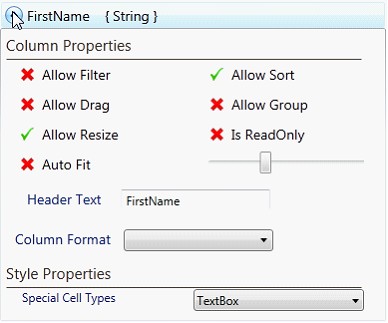 FirstName { String }
Column Properties
Allow Filter Allow Sort
Allow Drag Allow Group
Allow Resize Is ReadOnly
Auto Fit
Header Text FirstName
Column Format
Style Properties
Special Cell Types TextBox